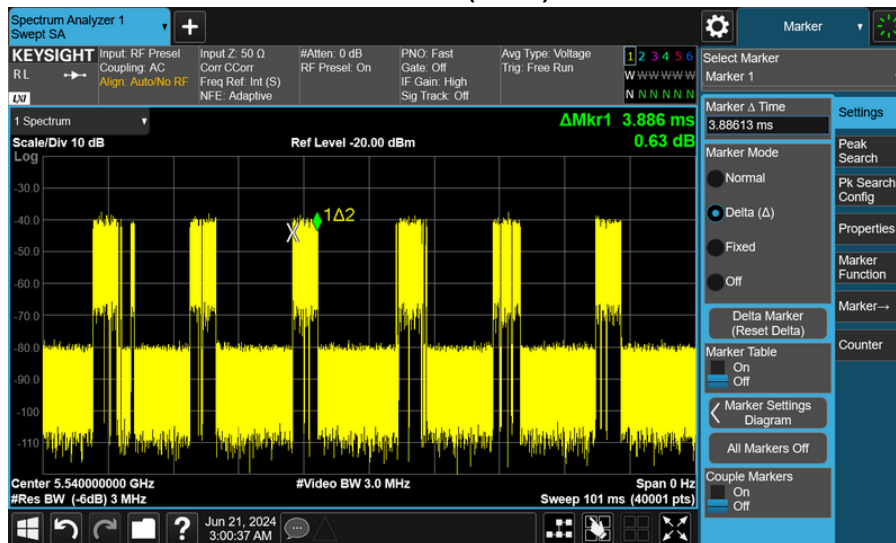 Spectrum Analyzer 1
Swept SA
Marker
KEYSIGHT
RL
LXI
Input: RF Presel
Coupling: AC
Align: Auto/No RF
Input Z: 50 Ω
Corr CCorr
Freq Ref: Int (S)
NFE: Adaptive
#Atten: 0 dB
RF Presel: On
PNO: Fast
Gate: Off
IF Gain: High
Sig Track: Off
Avg Type: Voltage
Trig: Free Run
1 2 3 4 5 6
W W W W W W
N N N N N N
Select Marker
Marker 1
1 Spectrum
ΔMkr1 3.886 ms
0.63 dB
Scale/Div 10 dB
Ref Level -20.00 dBm
Log
-30.0
-40.0
-50.0
-60.0
-70.0
-80.0
-90.0
-100
-110
1Δ2
X
Center 5.540000000 GHz
#Video BW 3.0 MHz
Span 0 Hz
#Res BW (-6dB) 3 MHz
Sweep 101 ms (40001 pts)
Marker Δ Time
3.88613 ms
Marker Mode
Normal
Delta (Δ)
Fixed
Off
Delta Marker
(Reset Delta)
Marker Table
On
Off
Marker Settings
Diagram
All Markers Off
Couple Markers
On
Off
Settings
Peak
Search
Pk Search
Config
Properties
Marker
Function
Marker→
Counter
?
Jun 21, 2024
3:00:37 AM